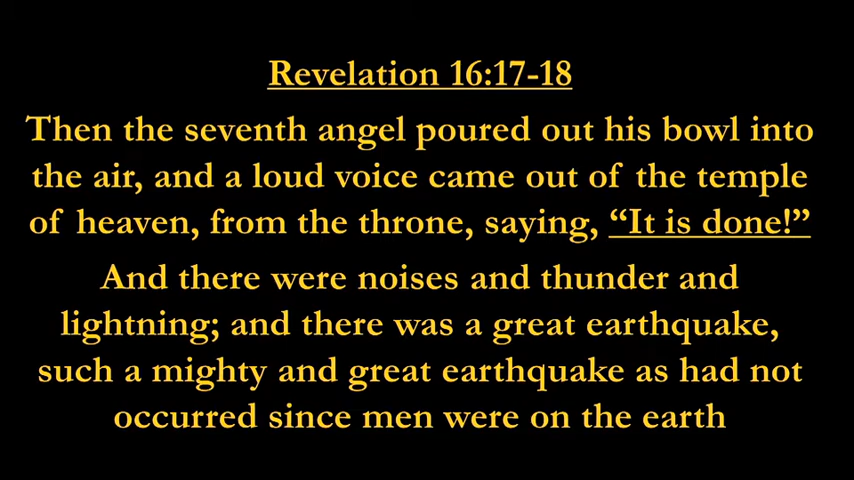 Revelation 16:17-18
Then the seventh angel poured out his bowl into
the air, and a loud voice came out of the temple
of heaven, from the throne, saying, “It is done!”
And there were noises and thunder and
lightning; and there was a great earthquake,
such a mighty and great earthquake as had not
occurred since men were on the earth